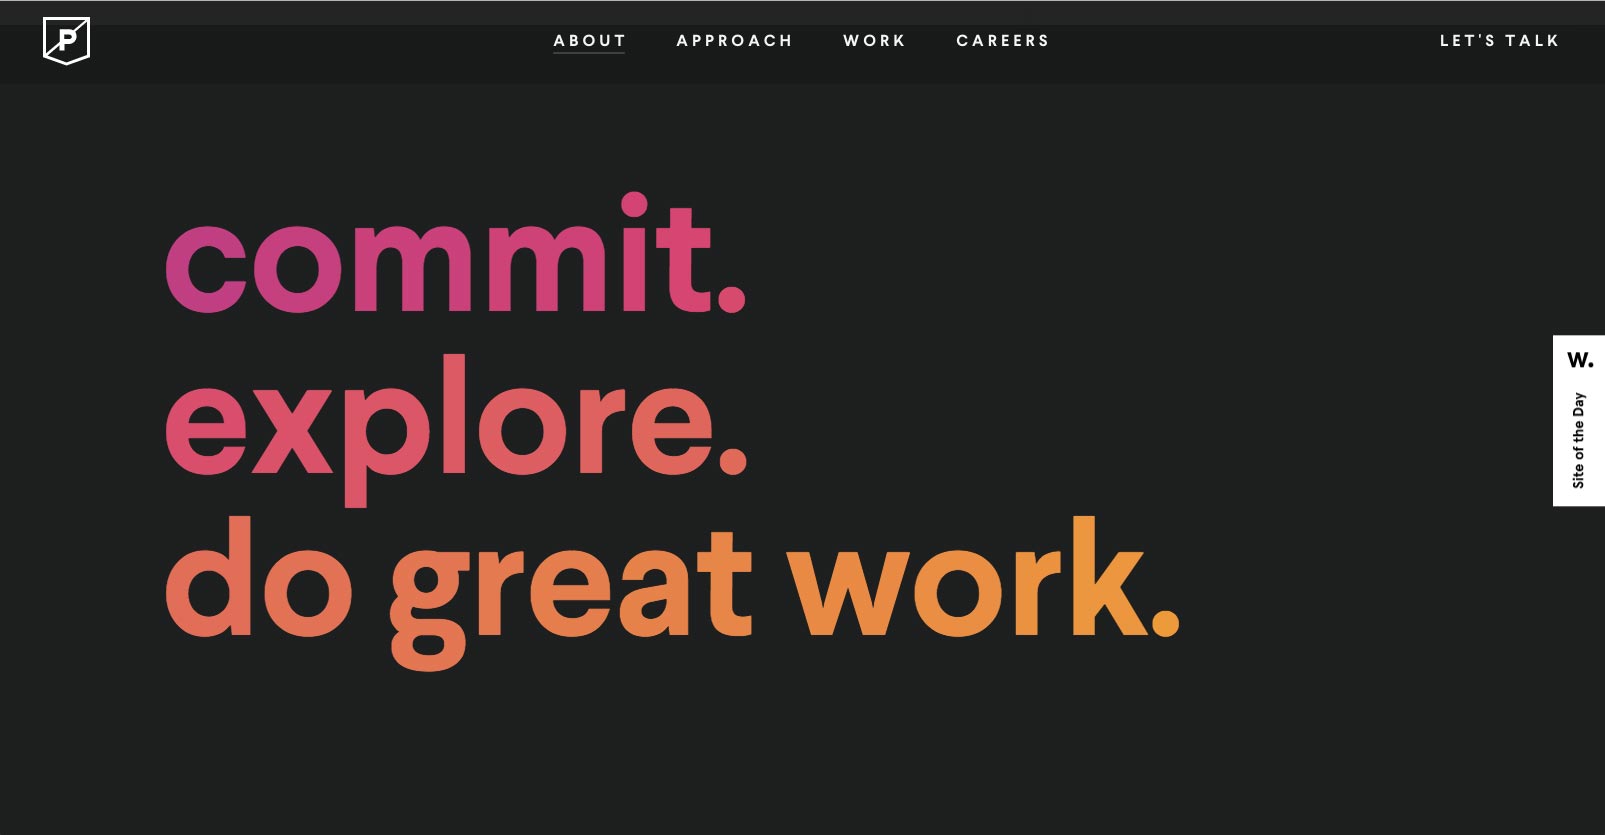 P
ABOUT
APPROACH
WORK
CAREERS
LET'S TALK
commit.
explore.
do great work.
W.
Site of the Day